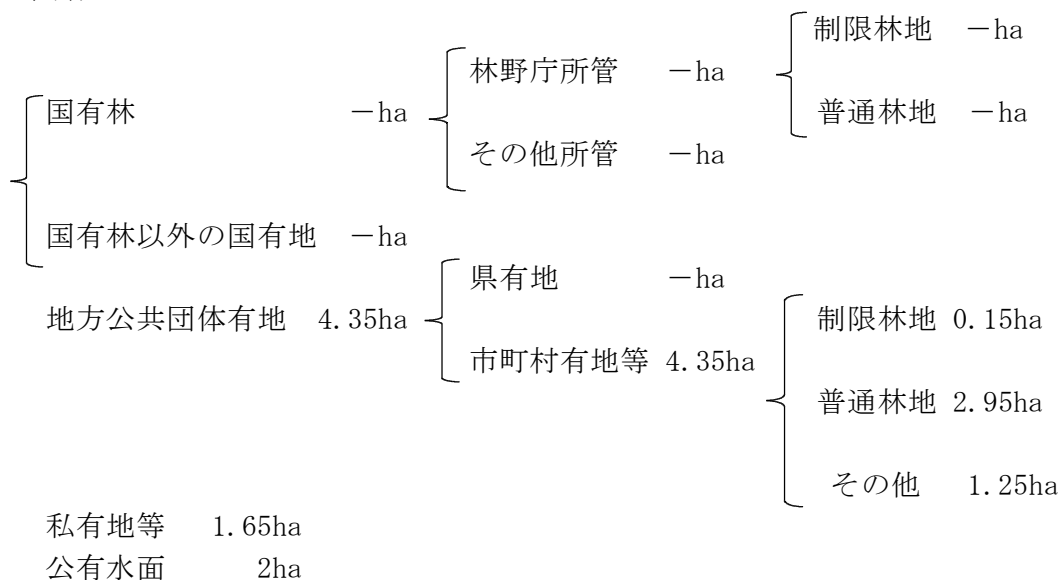 制限林地 －ha
林野庁所管 －ha
国有林 －ha
普通林地 －ha
その他所管 －ha
国有林以外の国有地 －ha
県有地 －ha
地方公共団体有地 4.35ha
制限林地 0.15ha
市町村有地等 4.35ha
普通林地 2.95ha
その他 1.25ha
私有地等 1.65ha
公有水面 2ha